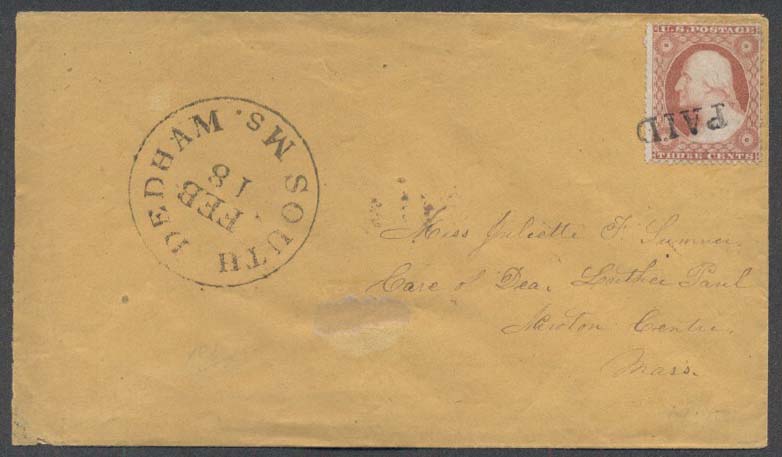 U.S. POSTAGE
PAID
THREE CENTS
SOUTH DEDHAM MS.
FEB
18
Miss Juliette F. Sumner.
Care of Dea. Luther Paul
Newton Centre.
Mass.